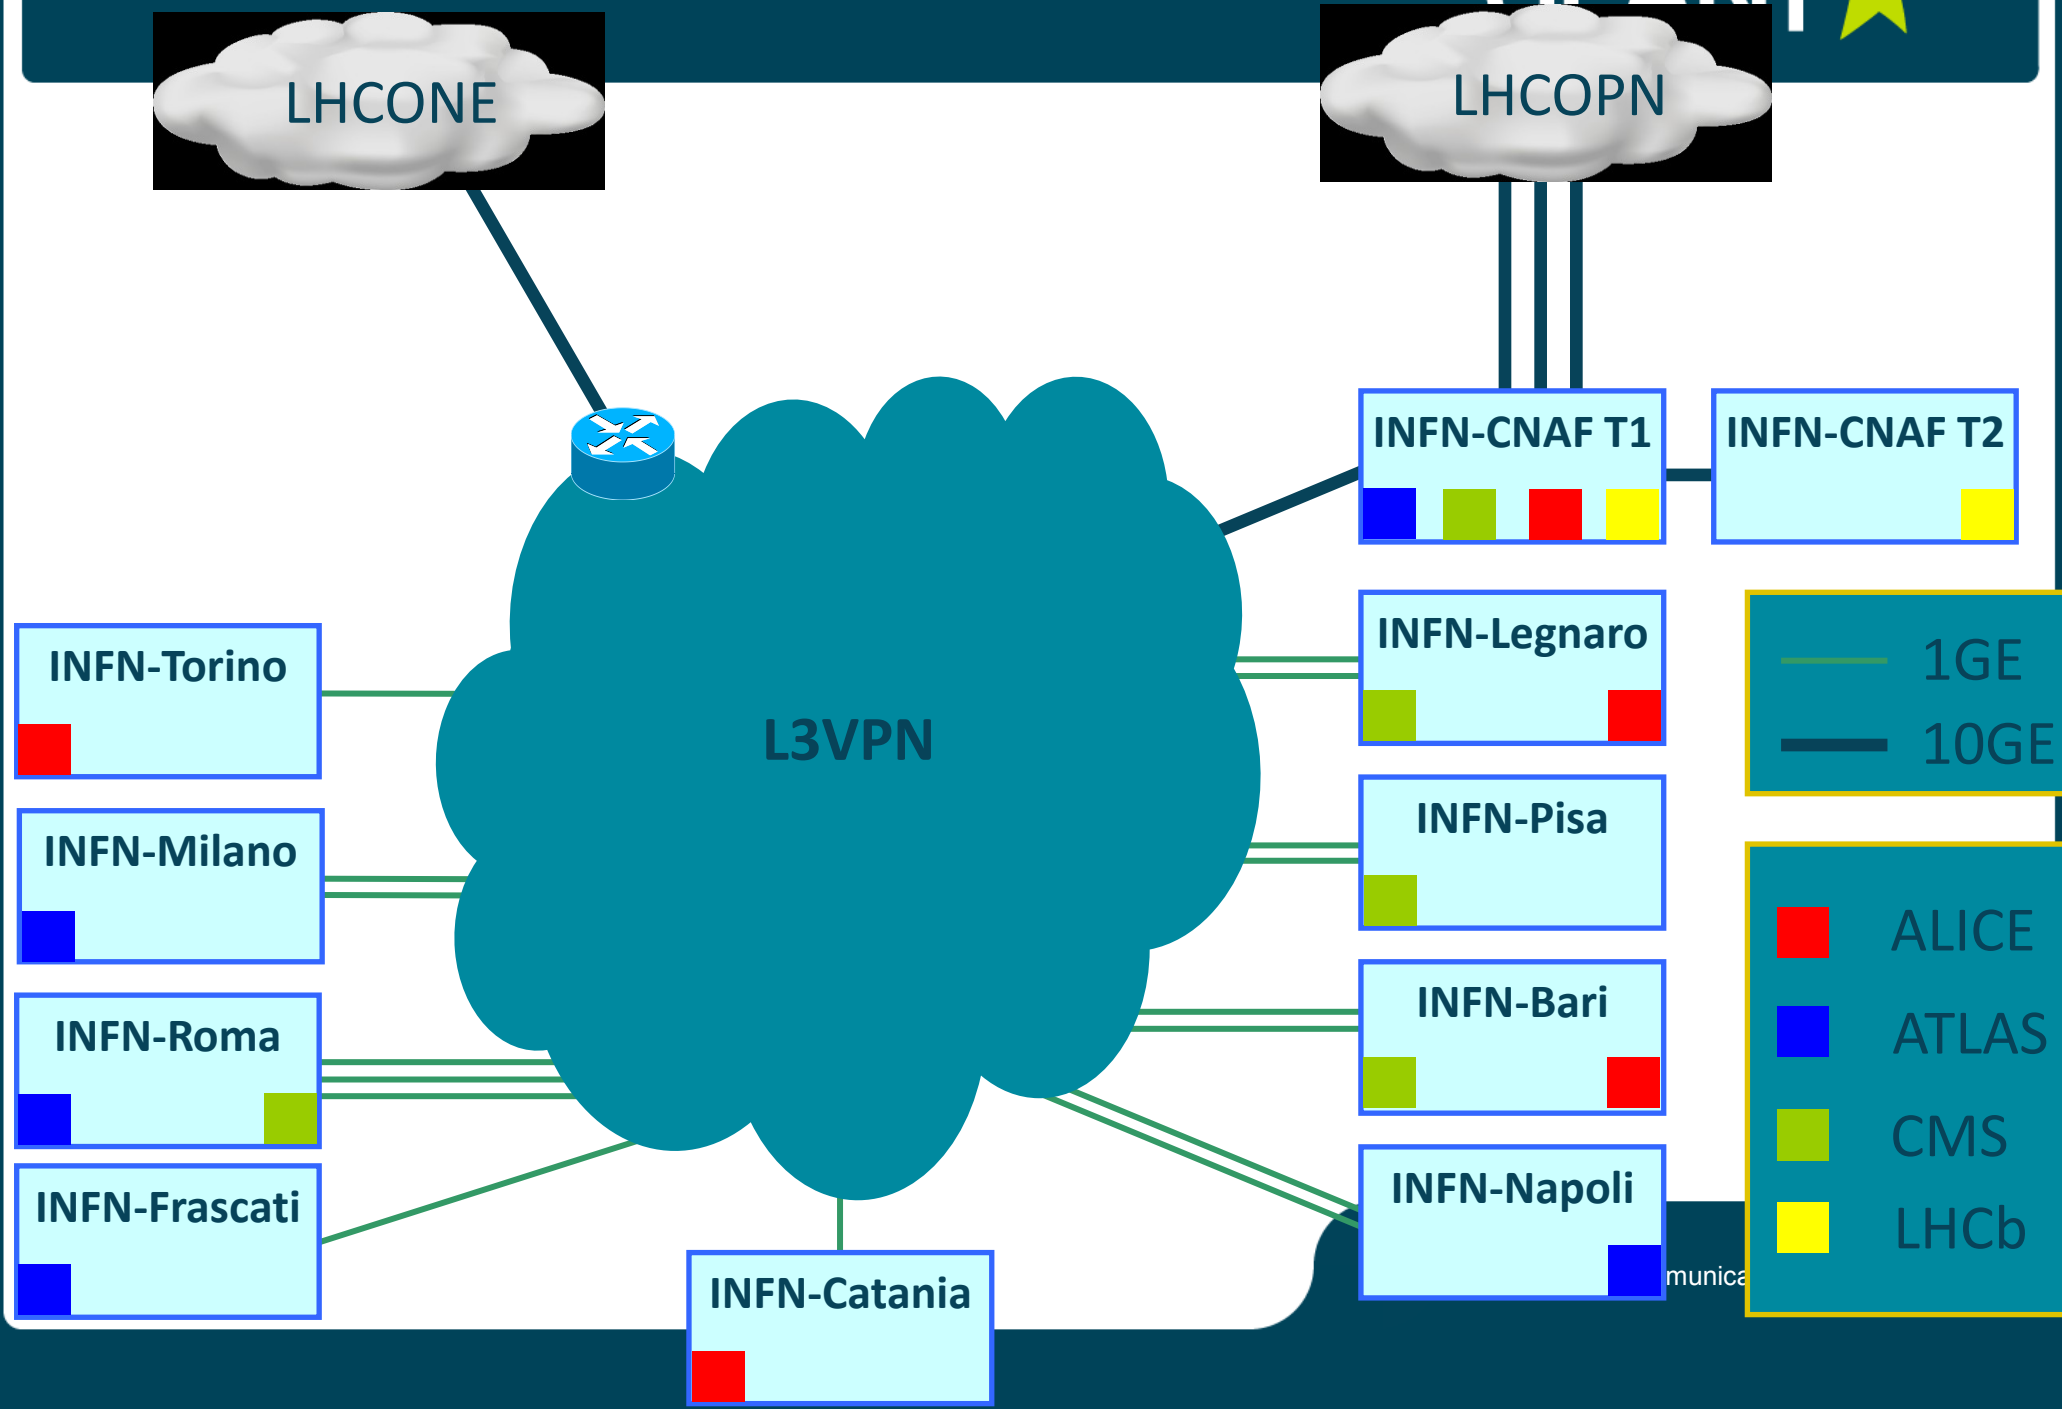 LHCONE
LHCOPN
INFN-CNAF T1
INFN-CNAF T2
INFN-Torino
INFN-Milano
INFN-Roma
INFN-Frascati
L3VPN
INFN-Catania
INFN-Legnaro
INFN-Pisa
INFN-Bari
INFN-Napoli
1GE
10GE
ALICE
ATLAS
CMS
LHCb
munica